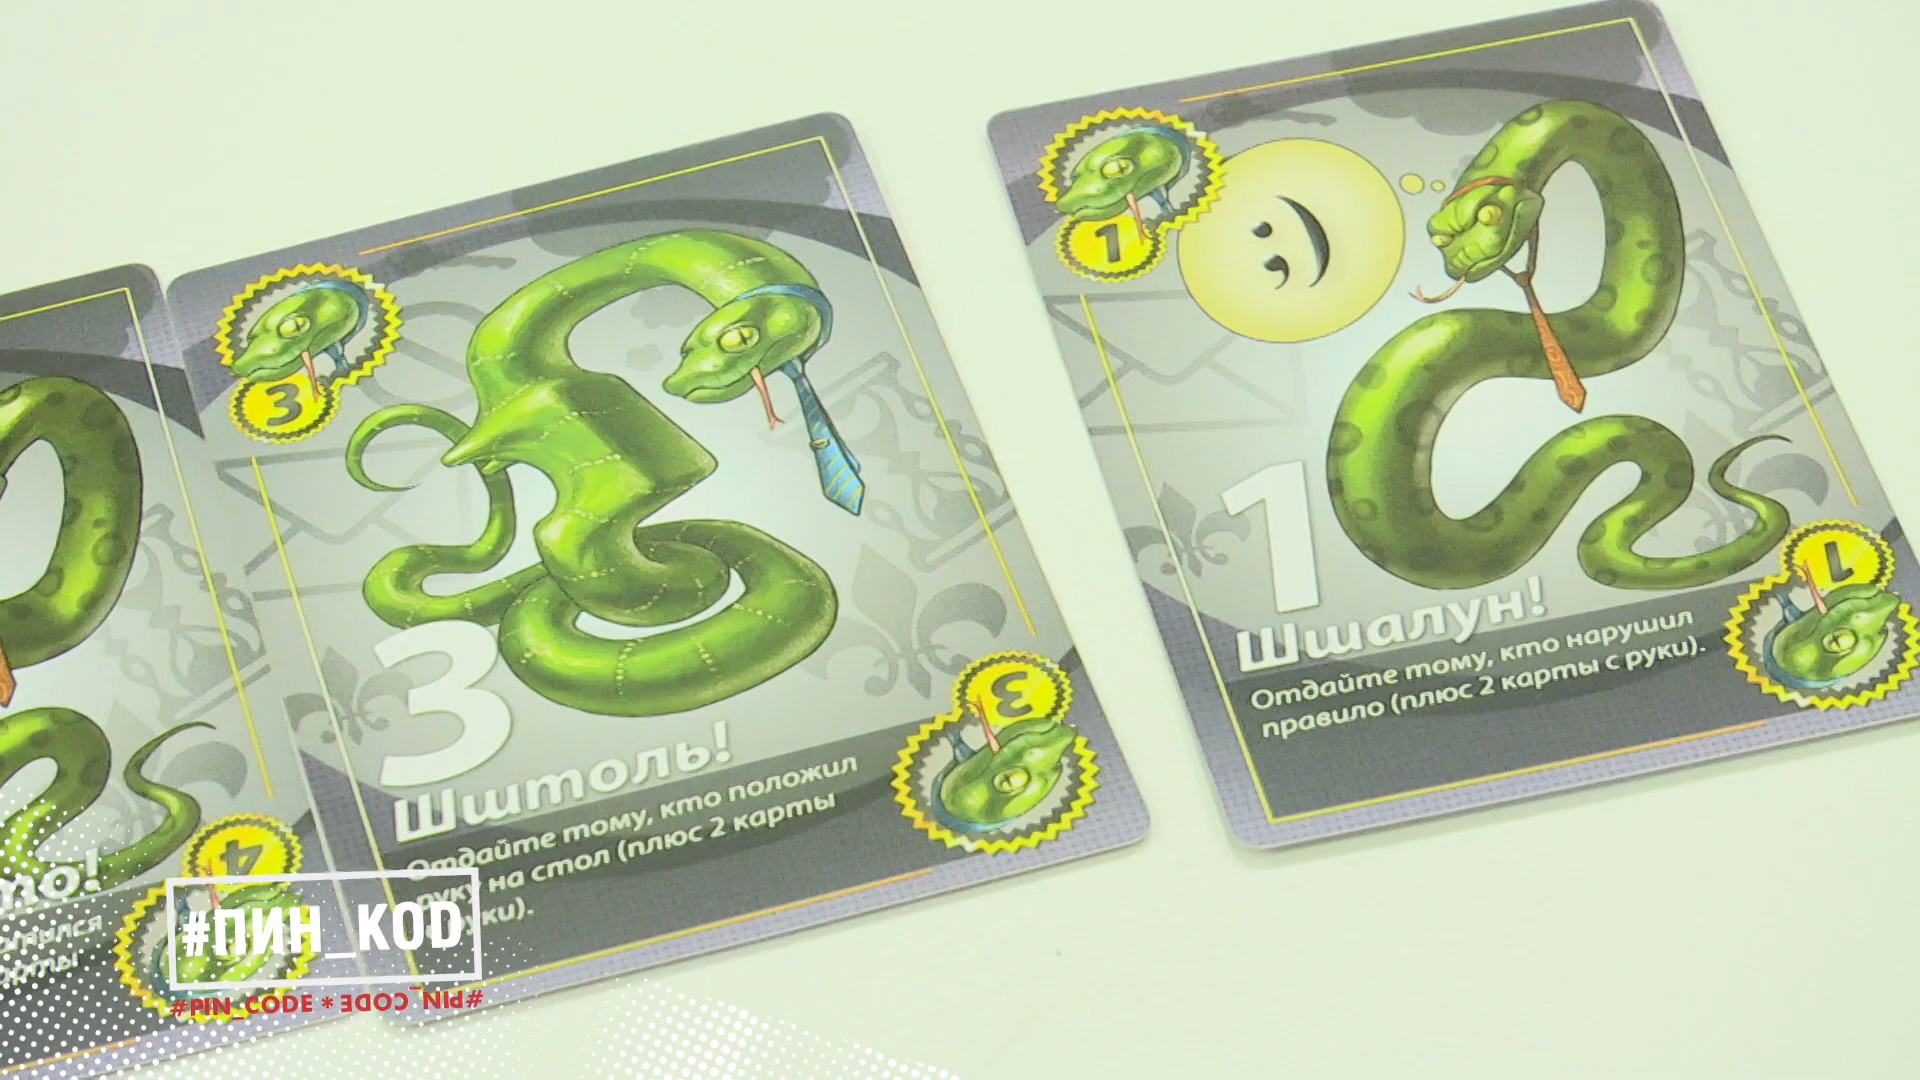 3
3
Шштоль!
Отдайте тому, кто положил
руку на стол (плюс 2 карты
с руки).
3
1
1
Шшалун!
Отдайте тому, кто нарушил
правило (плюс 2 карты с руки).
1
4
#ПИН_KOD
#PIN_CODE * #PIN_CODE